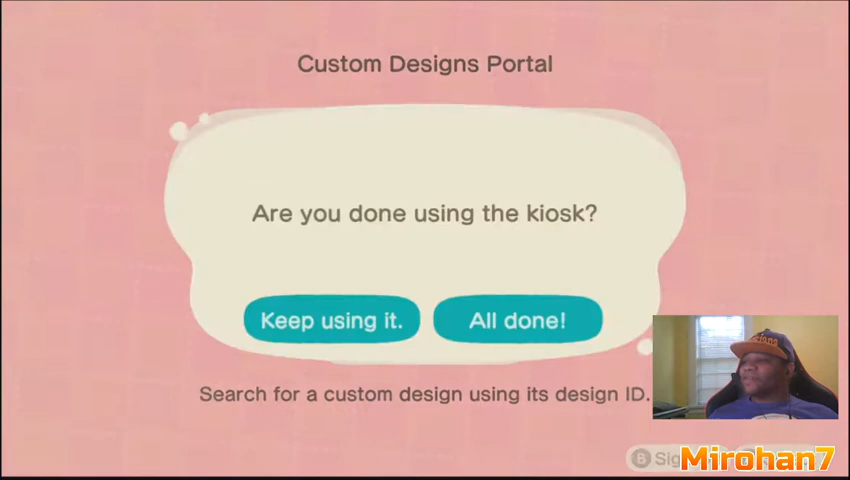 Custom Designs Portal
Are you done using the kiosk?
Keep using it.
All done!
Search for a custom design using its design ID.
B
Mirohan7